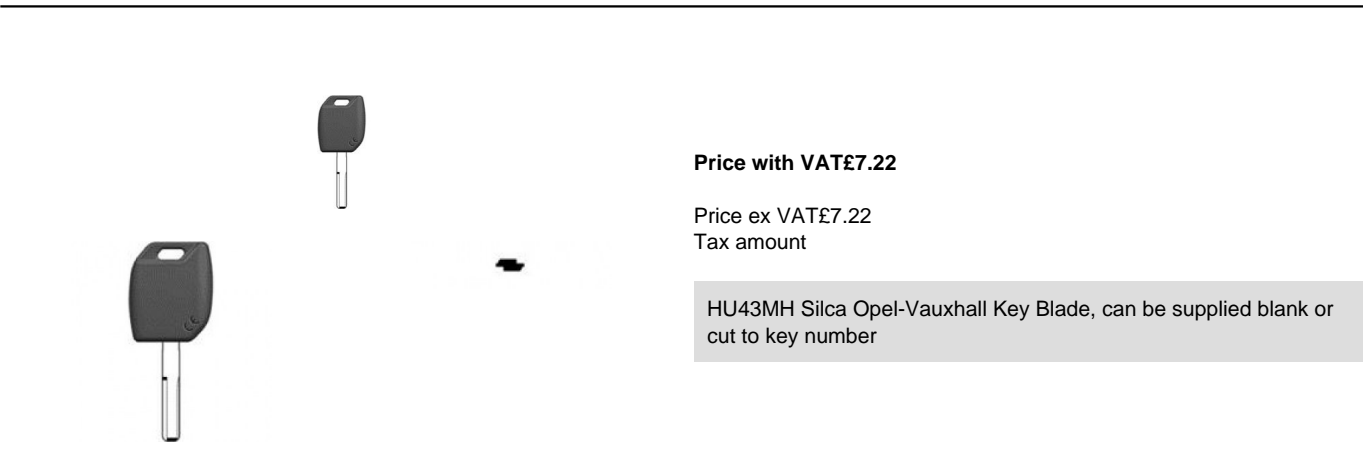 Price with VAT£7.22
Price ex VAT£7.22
Tax amount
HU43MH Silca Opel-Vauxhall Key Blade, can be supplied blank or
cut to key number